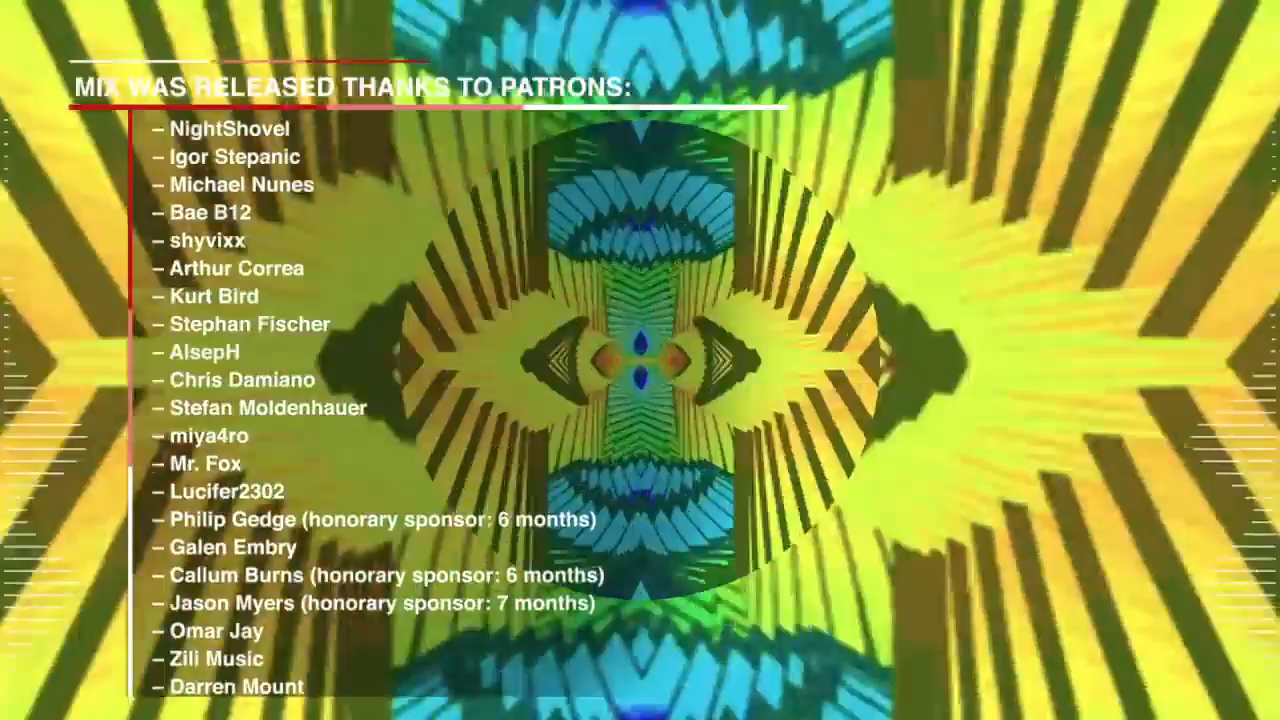 MIX WAS RELEASED THANKS TO PATRONS:
– NightShovel
– Igor Stepanic
– Michael Nunes
– Bae B12
– shyvixx
– Arthur Correa
– Kurt Bird
– Stephan Fischer
– AlsepH
– Chris Damiano
– Stefan Moldenhauer
– miya4ro
– Mr. Fox
– Lucifer2302
– Philip Gedge (honorary sponsor: 6 months)
– Galen Embry
– Callum Burns (honorary sponsor: 6 months)
– Jason Myers (honorary sponsor: 7 months)
– Omar Jay
– Zili Music
– Darren Mount